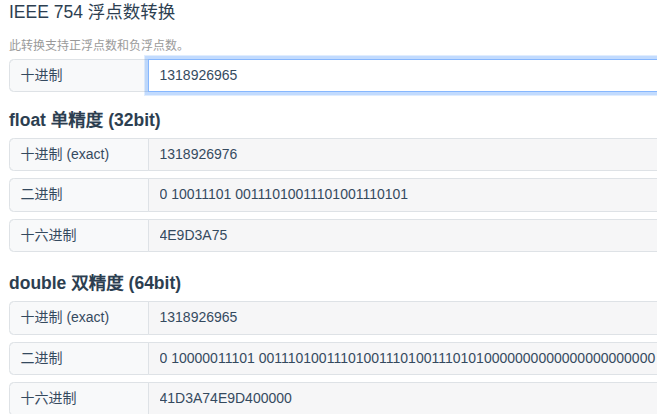 IEEE 754 浮点数转换
此转换支持正浮点数和负浮点数。
十进制 1318926965
float 单精度 (32bit)
十进制 (exact) 1318926976
二进制 0 10011101 00111010011101001110101
十六进制 4E9D3A75
double 双精度 (64bit)
十进制 (exact) 1318926965
二进制 0 10000011101 0011101001110100111010011101010000000000000000000000
十六进制 41D3A74E9D400000